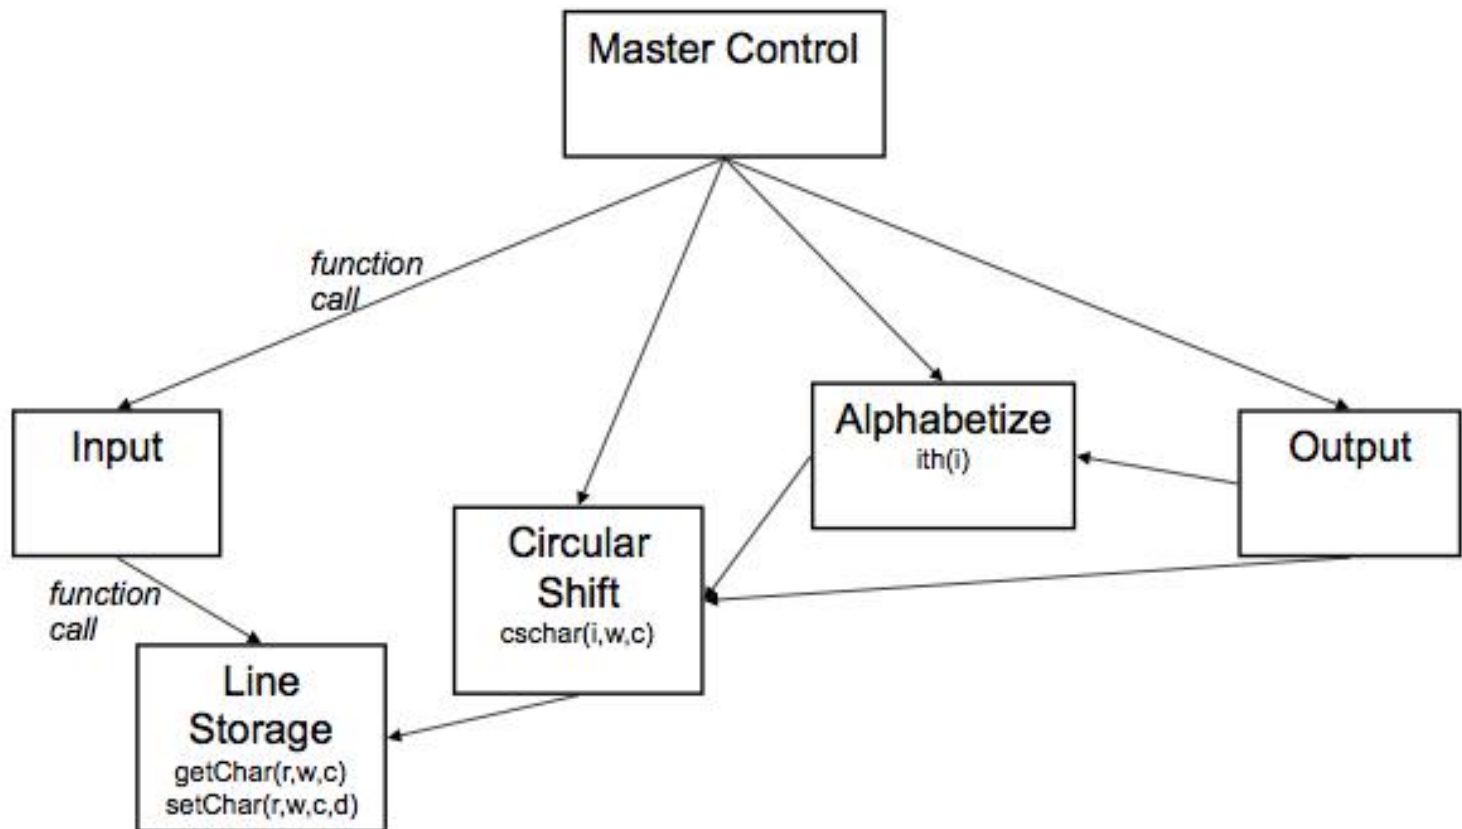 Master Control
function
call
Input
Alphabetize
ith(i)
Output
Circular
Shift
cschar(i,w,c)
function
call
Line
Storage
getChar(r,w,c)
setChar(r,w,c,d)